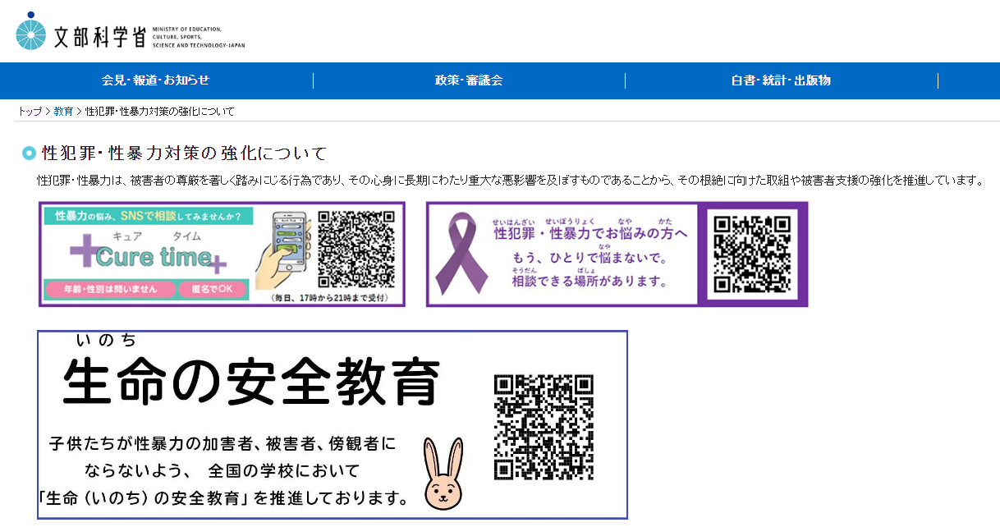 文部科学省
MINISTRY OF EDUCATION,
CULTURE, SPORTS,
SCIENCE AND TECHNOLOGY-JAPAN
会見・報道・お知らせ
政策・審議会
白書・統計・出版物
トップ > 教育 > 性犯罪・性暴力対策の強化について
性犯罪・性暴力対策の強化について
性犯罪・性暴力は、被害者の尊厳を著しく踏みにじる行為であり、その心身に長期にわたり重大な悪影響を及ぼすものであることから、その根絶に向けた取組や被害者支援の強化を推進しています。
性暴力の悩み、SNSで相談してみませんか？
キュア タイム
Cure time
年齢・性別は問いません
匿名でOK
（毎日、17時から21時まで受付）
せいはんざい せいぼうりょく なや かた
性犯罪・性暴力でお悩みの方へ
なや
もう、ひとりで悩まないで。
そうだん ばしょ
相談できる場所があります。
いのち
生命の安全教育
子供たちが性暴力の加害者、被害者、傍観者に
ならないよう、 全国の学校において
「生命（いのち）の安全教育」を推進しております。